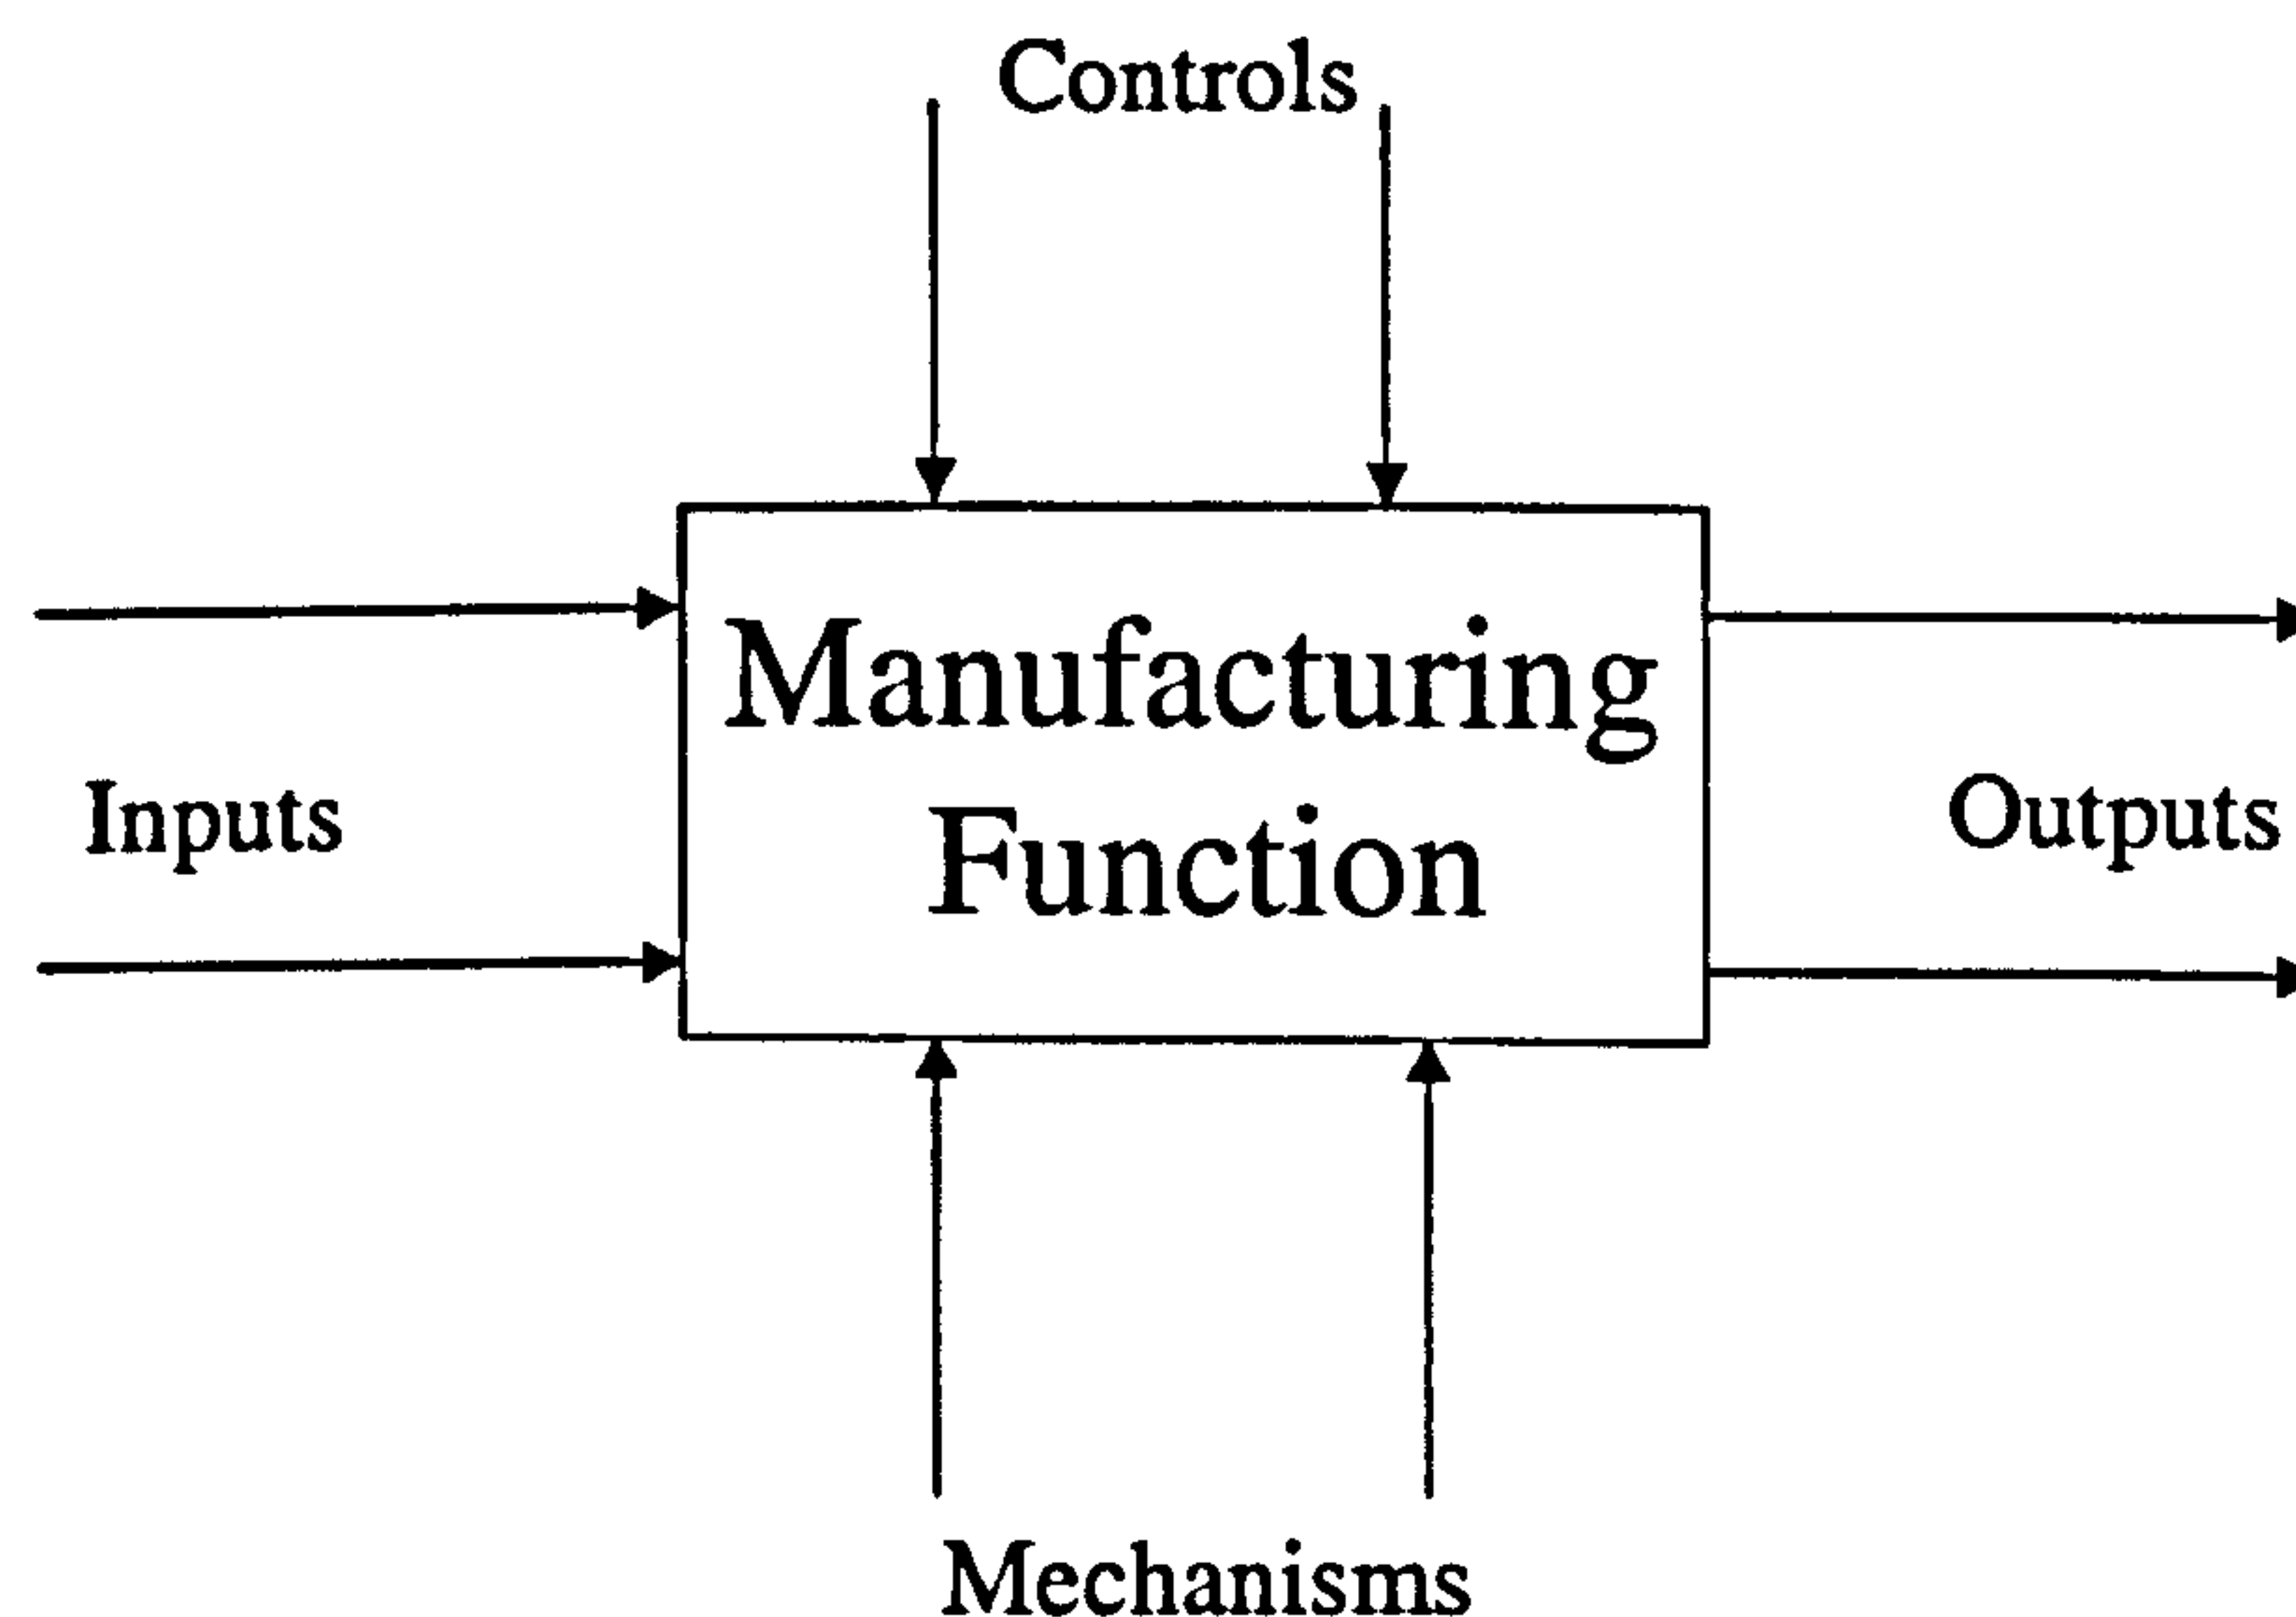 Controls
Manufacturing
Function
Inputs
Outputs
Mechanisms